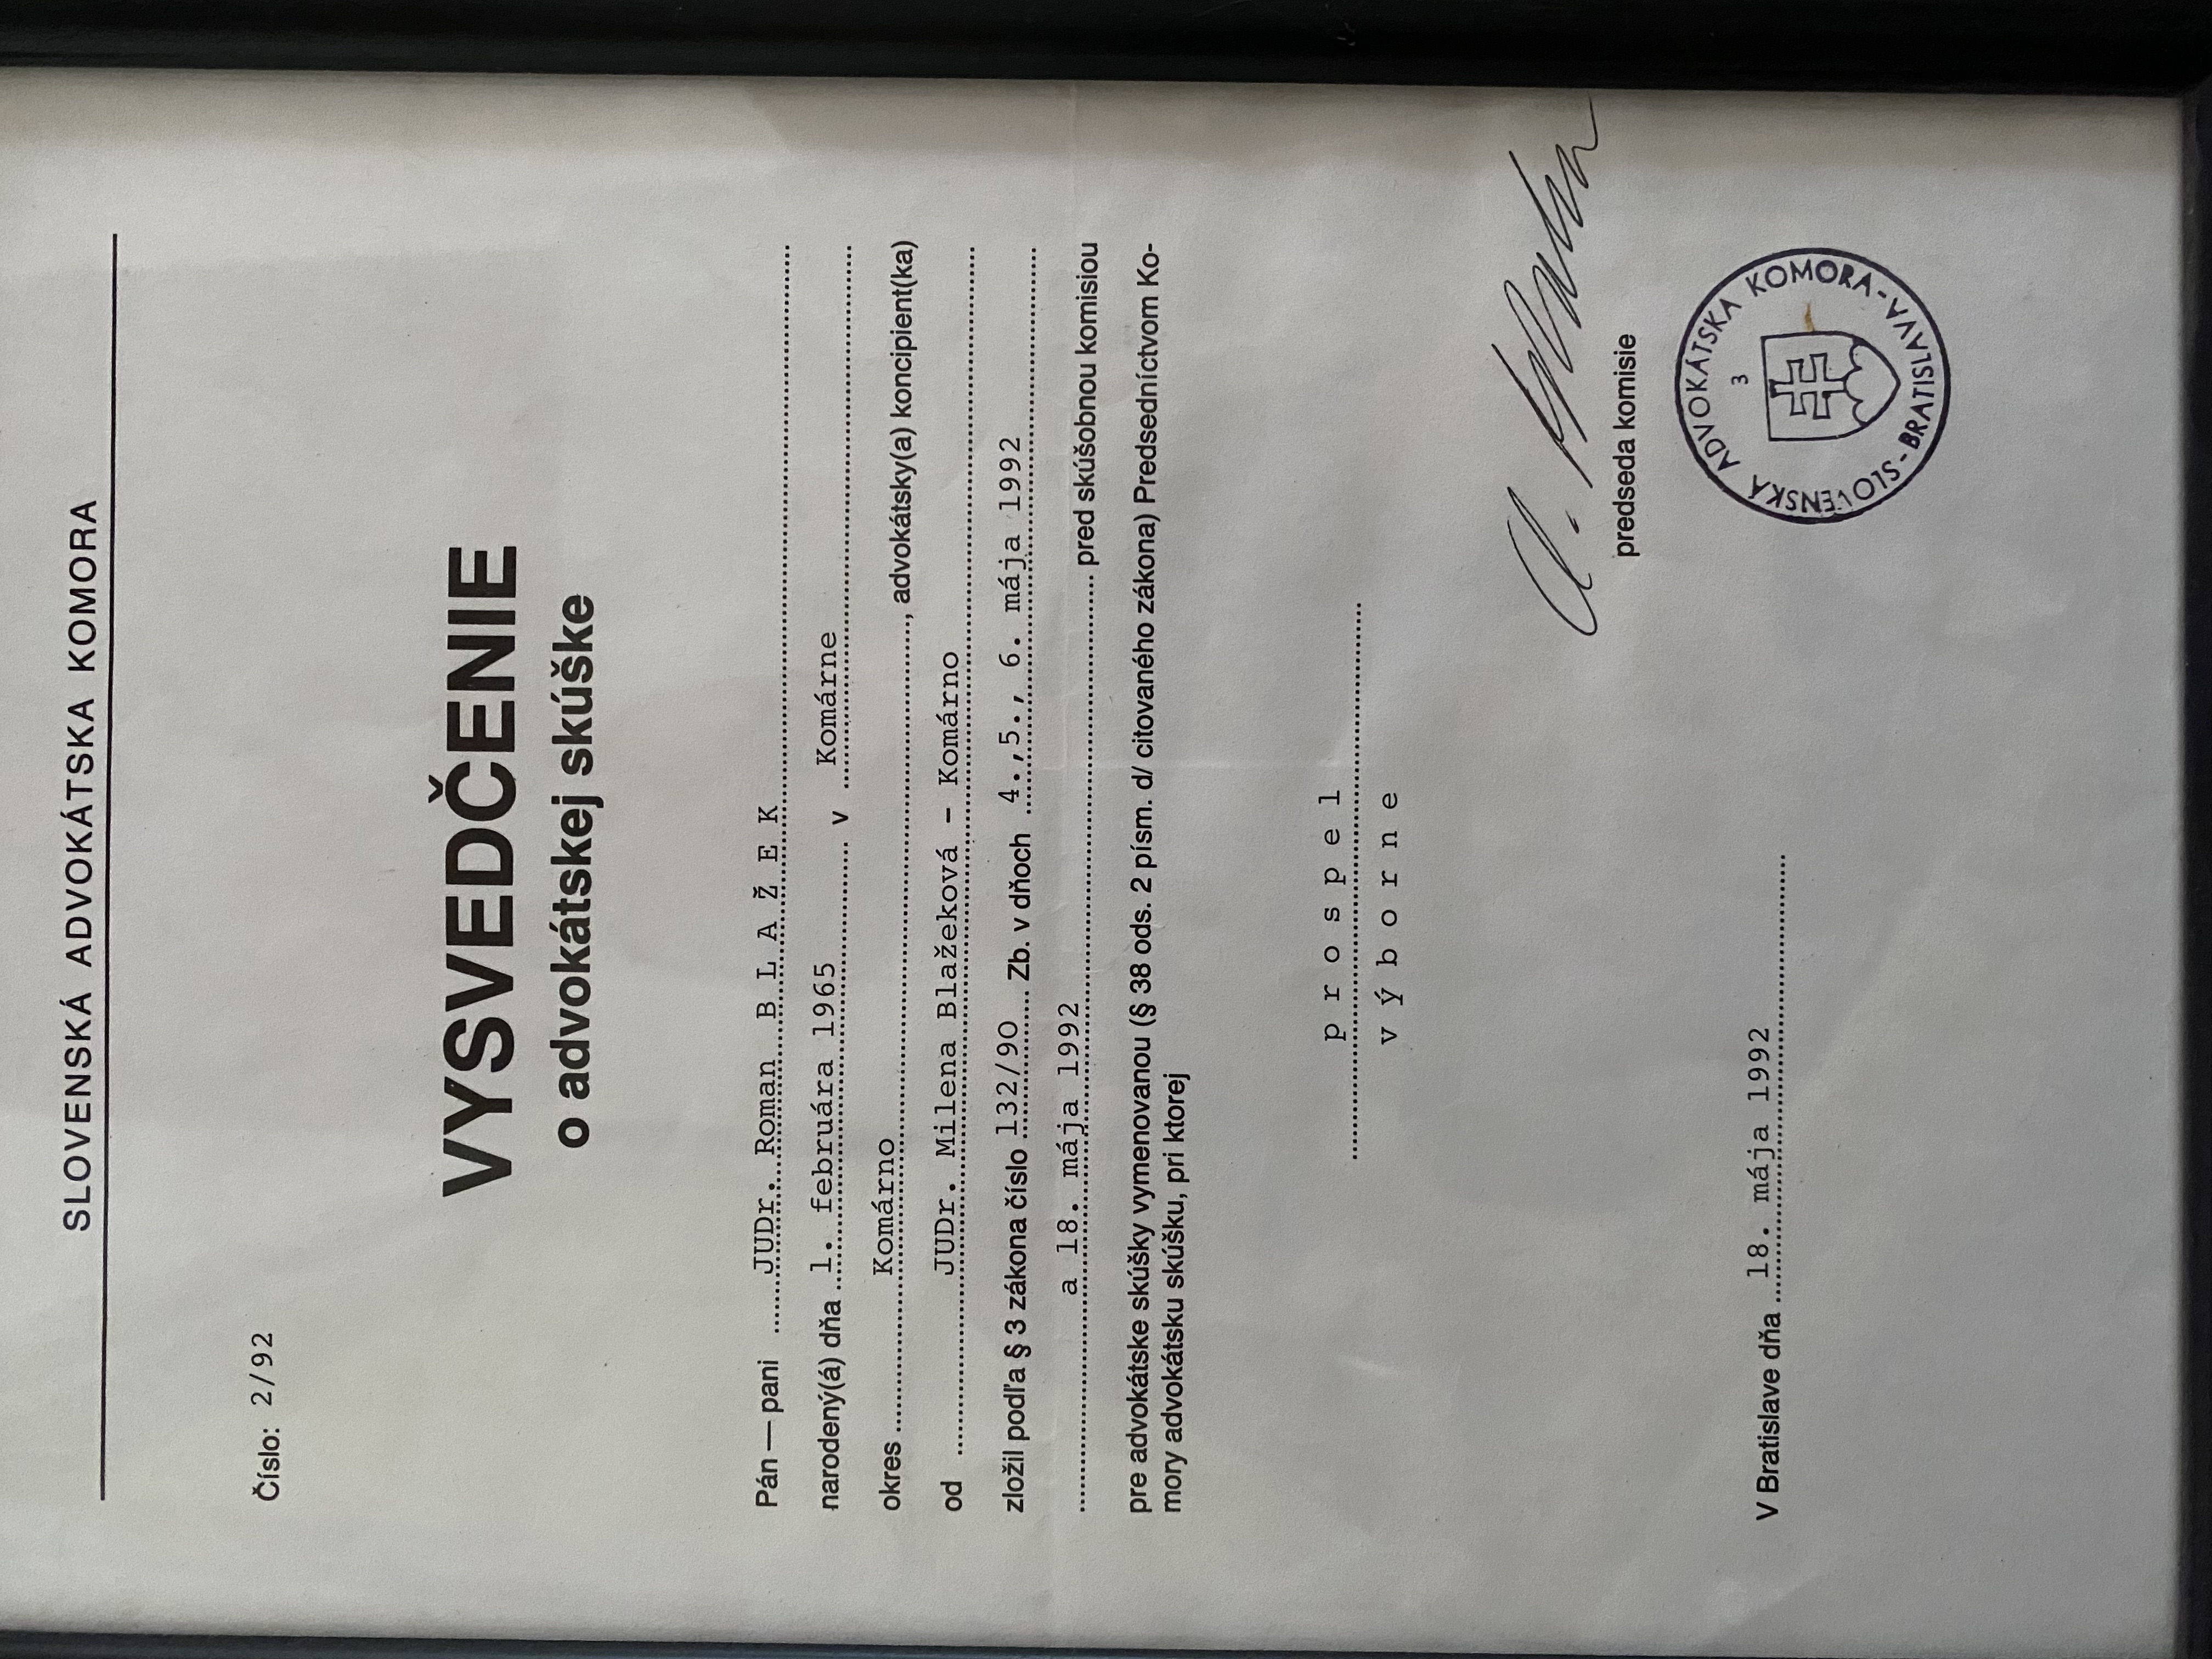 SLOVENSKÁ ADVOKÁTSKA KOMORA
Číslo: 2/92
VYSVEDČENIE
o advokátskej skúške
Pán — pani JUDr. Roman B L A Ž E K
narodený(á) dňa 1. februára 1965 v Komárne
okres Komárno, advokátsky(a) koncipient(ka)
od JUDr. Milena Blažeková - Komárno
zložil podľa § 3 zákona číslo 132/90 Zb. v dňoch 4.,5., 6. mája 1992
a 18. mája 1992 pred skúšobnou komisiou
pre advokátske skúšky vymenovanou (§ 38 ods. 2 písm. d/ citovaného zákona) Predsedníctvom Ko-
mory advokátsku skúšku, pri ktorej
p r o s p e l
v ý b o r n e
predseda komisie
SLOVENSKÁ ADVOKÁTSKA KOMORA - BRATISLAVA -
3
V Bratislave dňa 18. mája 1992